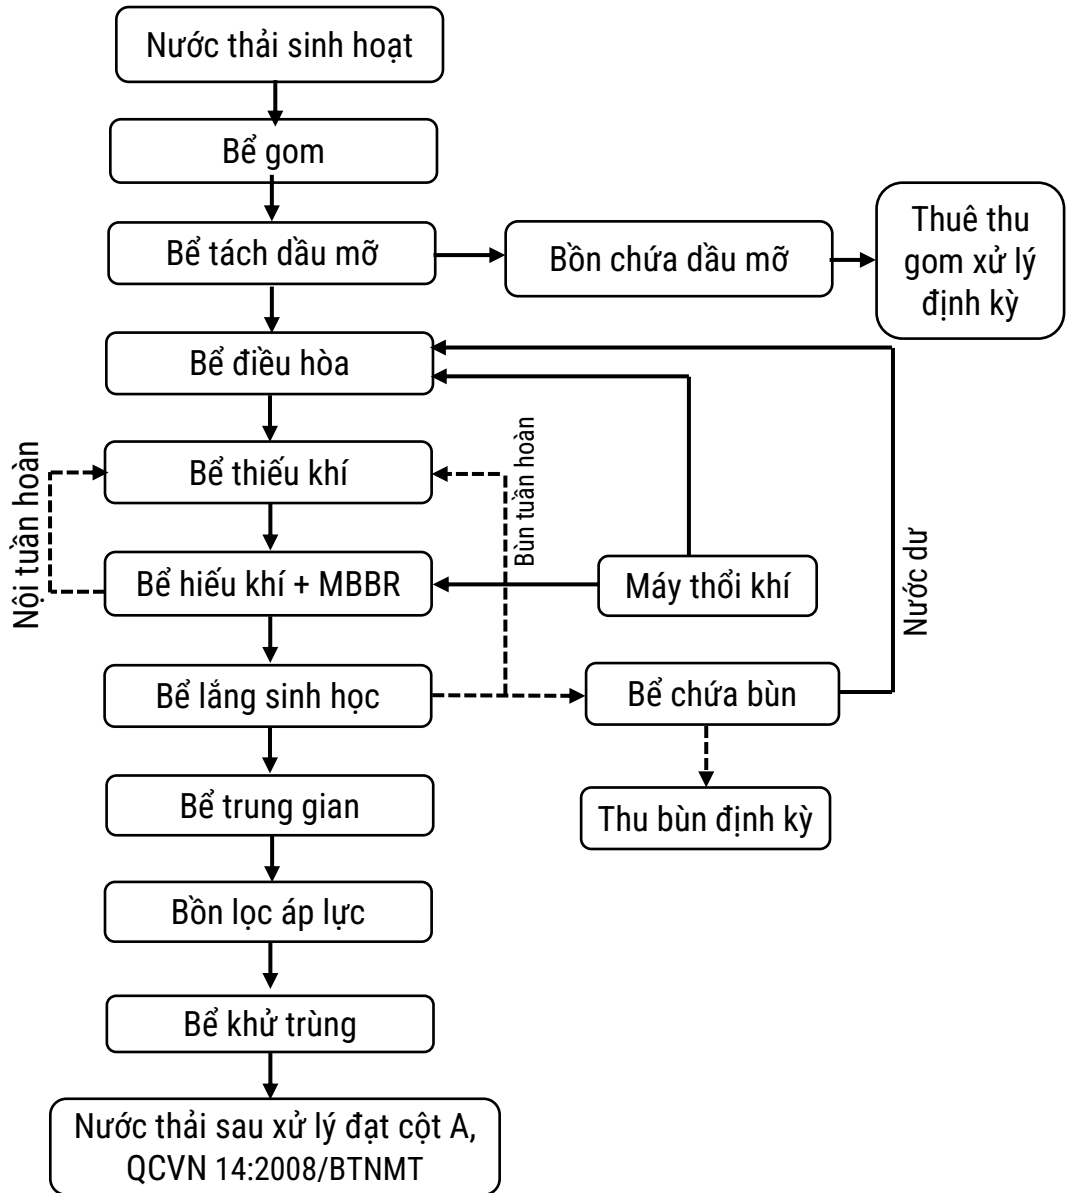 Nước thải sinh hoạt
Bể gom
Bể tách dầu mỡ
Bồn chứa dầu mỡ
Thuê thu
gom xử lý
định kỳ
Bể điều hòa
Bể thiếu khí
Nội tuần hoàn
Bùn tuần hoàn
Bể hiếu khí + MBBR
Máy thổi khí
Nước dư
Bể lắng sinh học
Bể chứa bùn
Bể trung gian
Thu bùn định kỳ
Bồn lọc áp lực
Bể khử trùng
Nước thải sau xử lý đạt cột A,
QCVN 14:2008/BTNMT